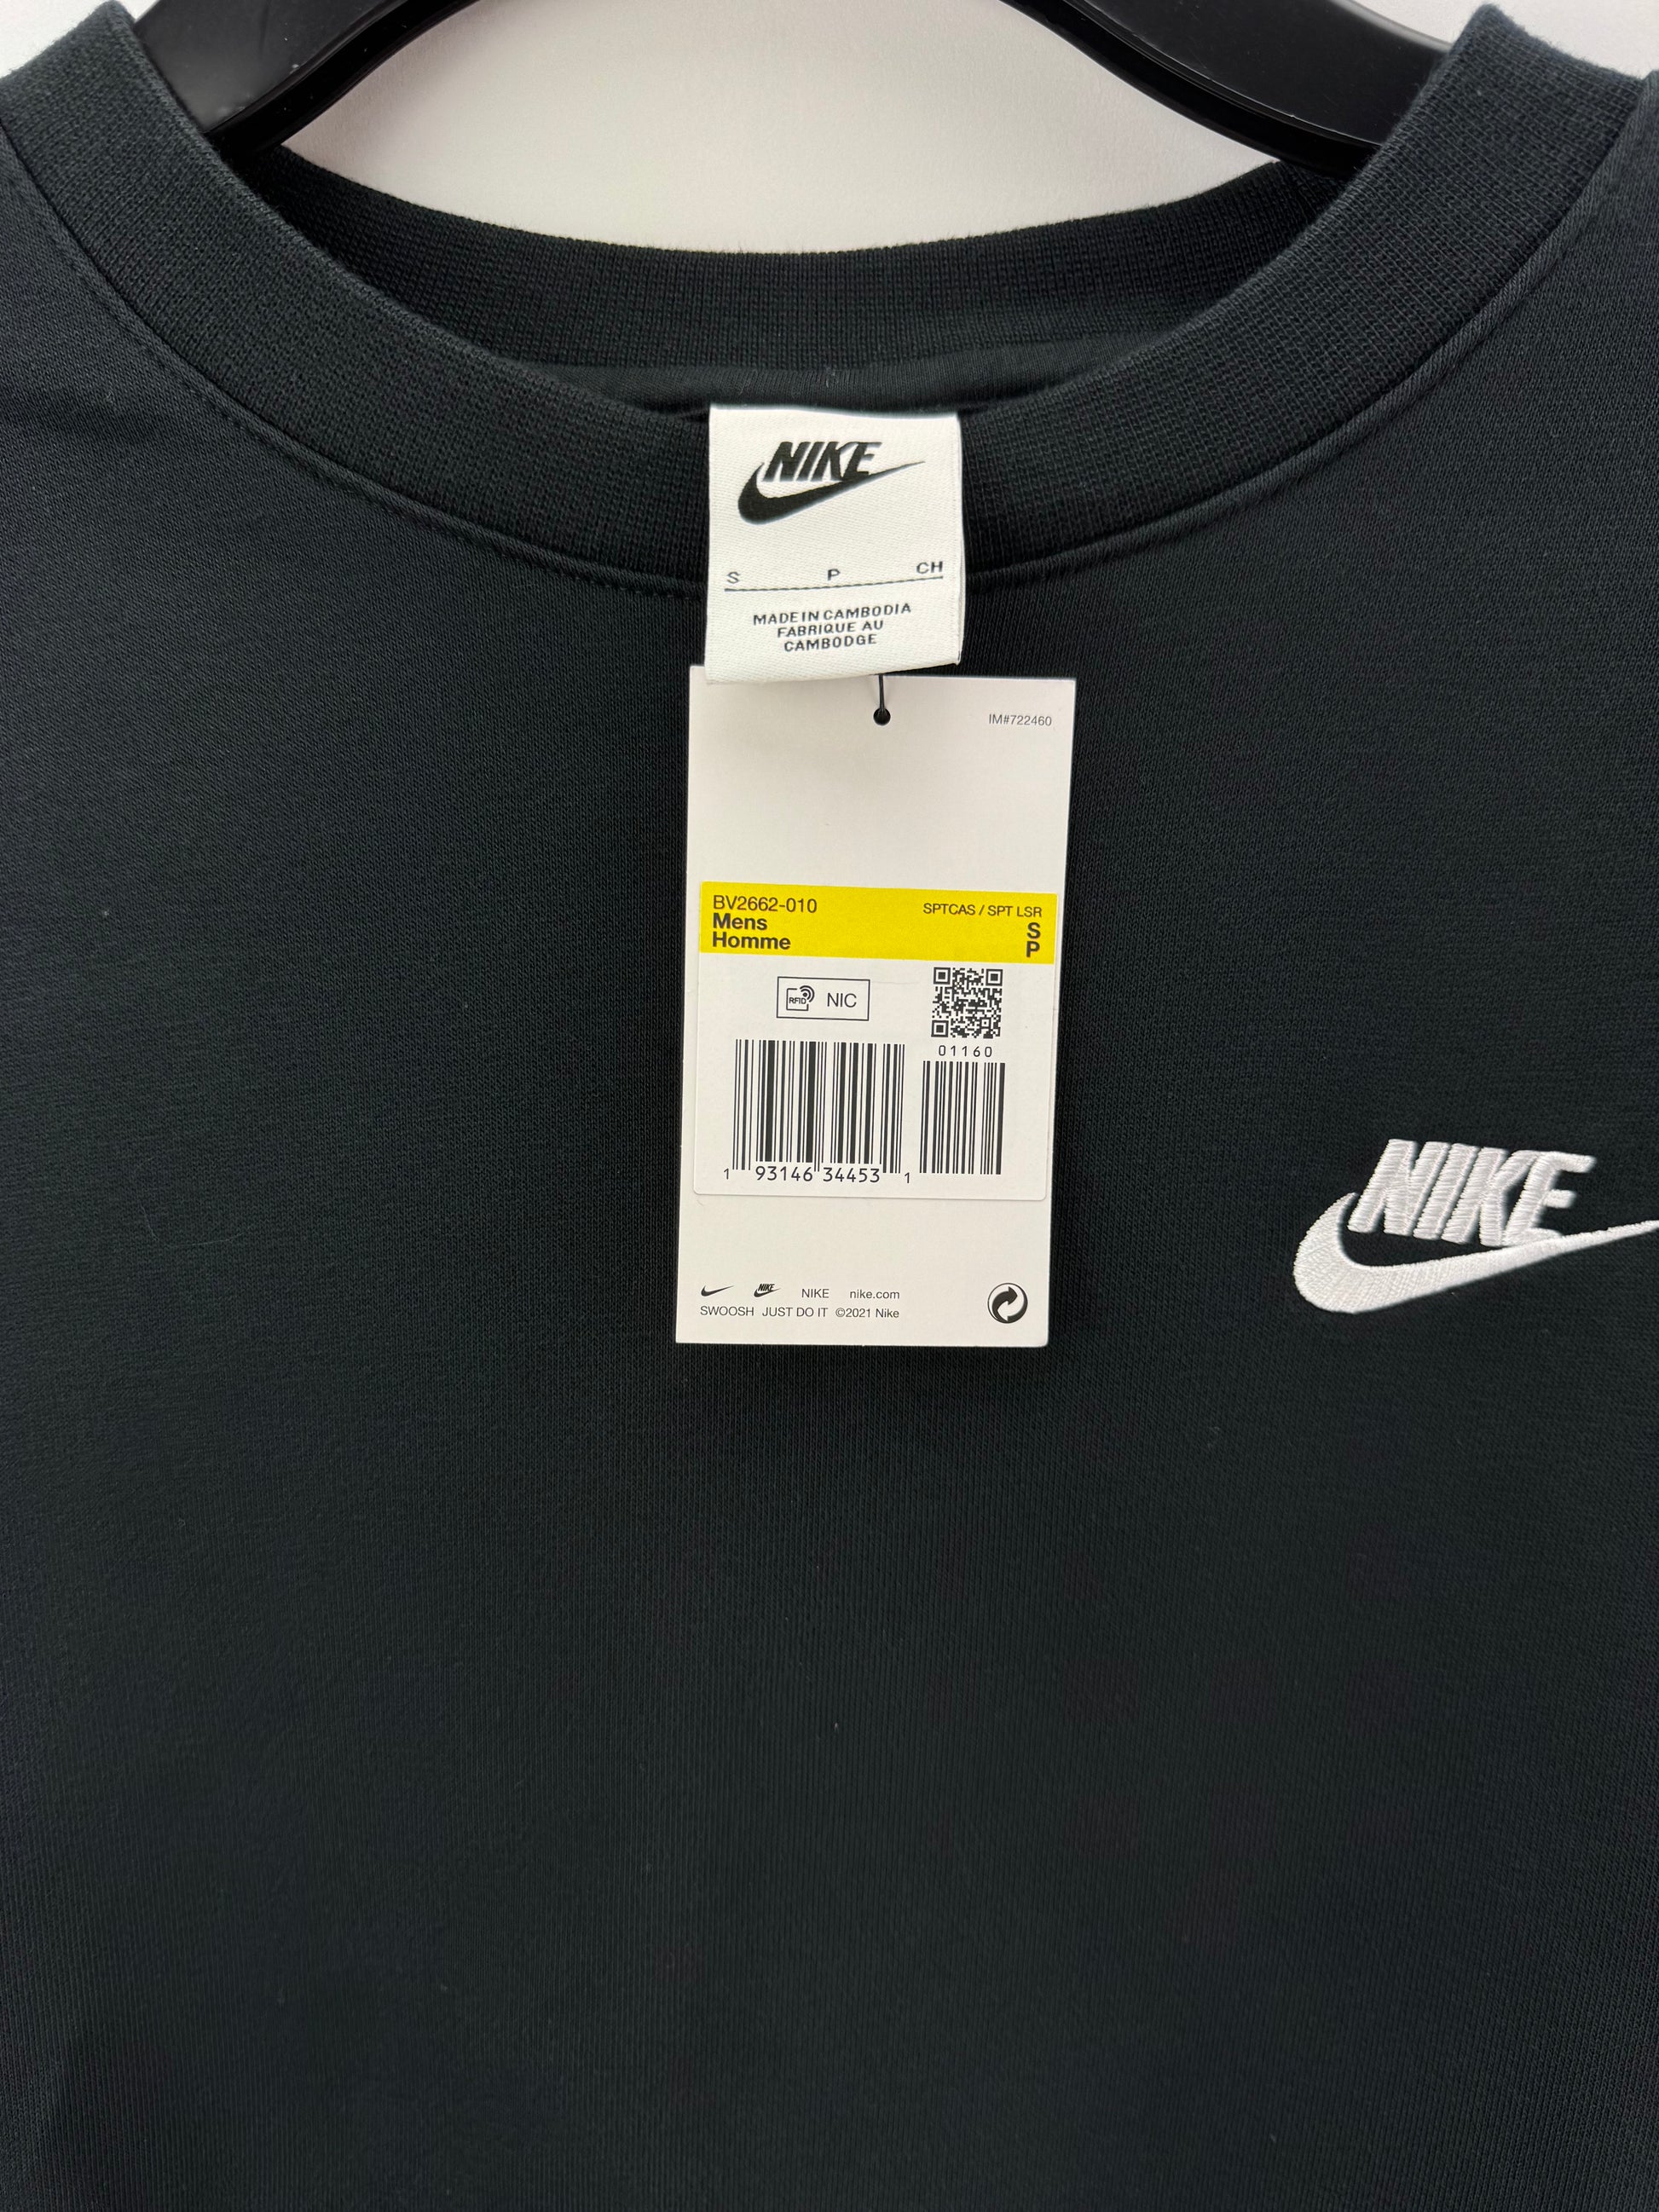 NIKE
S P CH
MADE IN CAMBODIA
FABRIQUE AU
CAMBODGE
IM#722460
BV2662-010 SPTCAS / SPT LSR
Mens S
Homme P
RFID NIC
01160
1 93146 34453 1
NIKE
NIKE NIKE nike.com
SWOOSH JUST DO IT ©2021 Nike